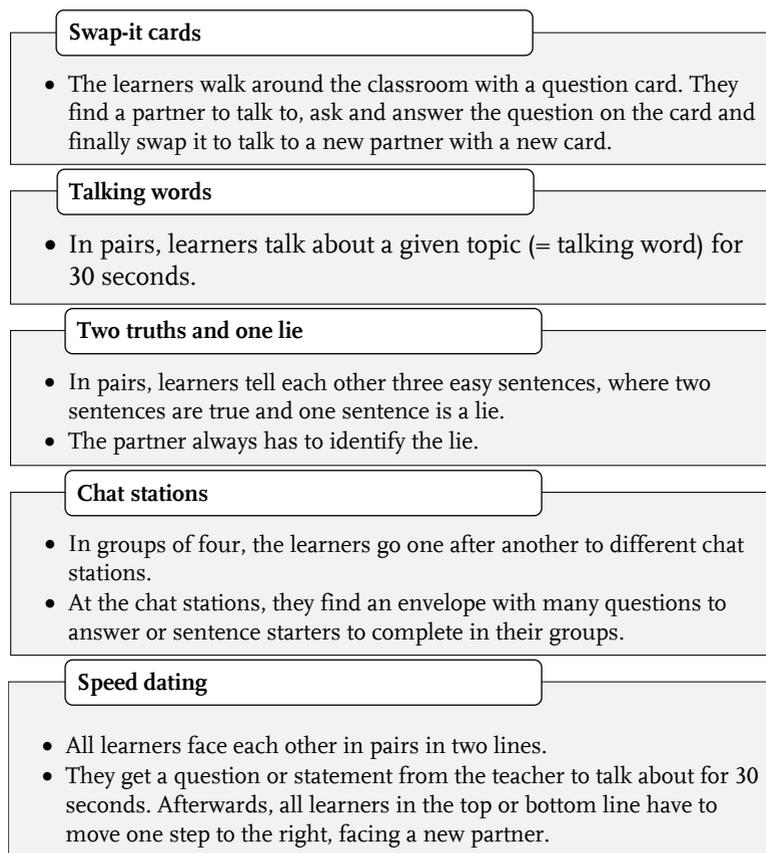 Swap-it cards
• The learners walk around the classroom with a question card. They
find a partner to talk to, ask and answer the question on the card and
finally swap it to talk to a new partner with a new card.
Talking words
• In pairs, learners talk about a given topic (= talking word) for
30 seconds.
Two truths and one lie
• In pairs, learners tell each other three easy sentences, where two
sentences are true and one sentence is a lie.
• The partner always has to identify the lie.
Chat stations
• In groups of four, the learners go one after another to different chat
stations.
• At the chat stations, they find an envelope with many questions to
answer or sentence starters to complete in their groups.
Speed dating
• All learners face each other in pairs in two lines.
• They get a question or statement from the teacher to talk about for 30
seconds. Afterwards, all learners in the top or bottom line have to
move one step to the right, facing a new partner.